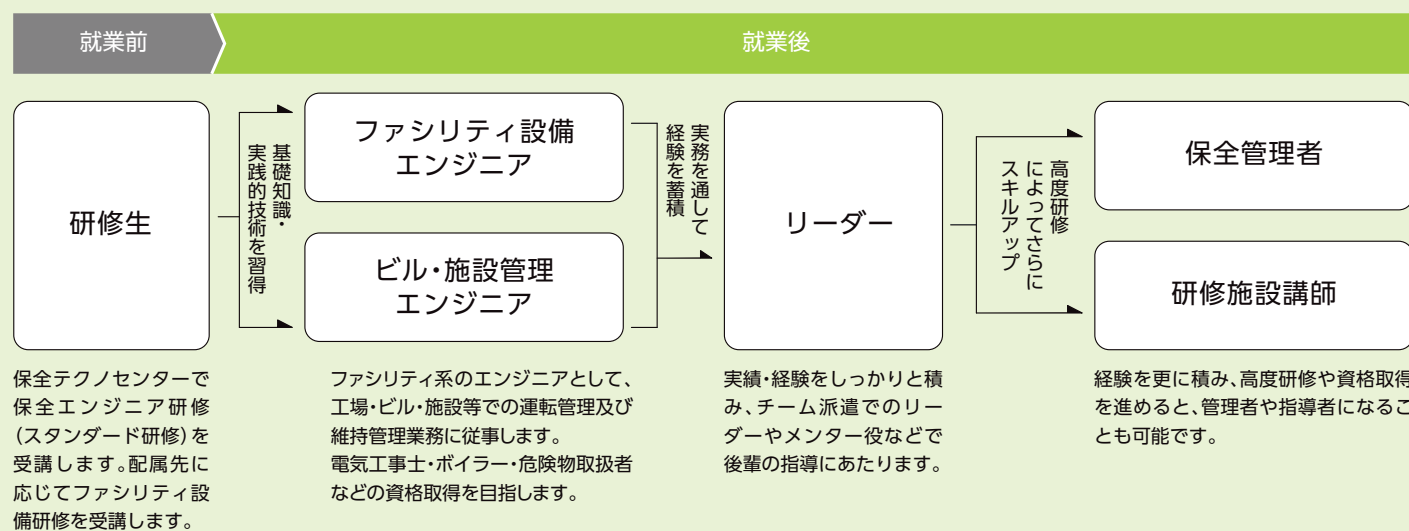 就業前
就業後
研修生
基礎知識・
実践的技術を習得
ファシリティ設備
エンジニア
ビル・施設管理
エンジニア
実務を通して
経験を蓄積
リーダー
高度研修
によってさらに
スキルアップ
保全管理者
研修施設講師
保全テクノセンターで
保全エンジニア研修
（スタンダード研修）を
受講します。配属先に
応じてファシリティ設
備研修を受講します。
ファシリティ系のエンジニアとして、
工場・ビル・施設等での運転管理及び
維持管理業務に従事します。
電気工事士・ボイラー・危険物取扱者
などの資格取得を目指します。
実績・経験をしっかりと積
み、チーム派遣でのリー
ダーやメンター役などで
後輩の指導にあたります。
経験を更に積み、高度研修や資格取得
を進めると、管理者や指導者になるこ
とも可能です。